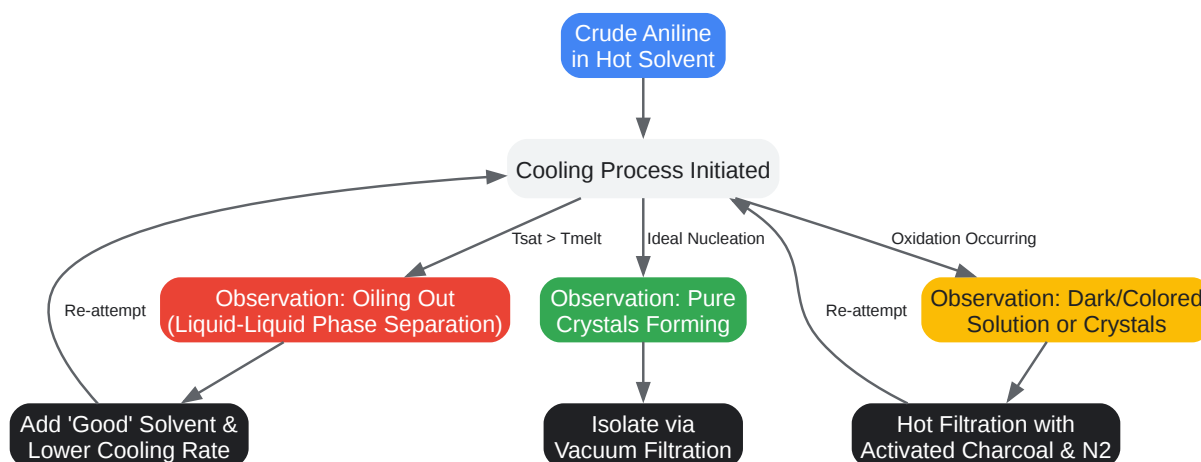 Crude Aniline
in Hot Solvent
Cooling Process Initiated
Tsat > Tmelt
Ideal Nucleation
Oxidation Occurring
Re-attempt
Observation: Oiling Out
(Liquid-Liquid Phase Separation)
Observation: Pure
Crystals Forming
Re-attempt
Observation: Dark/Colored
Solution or Crystals
Add 'Good' Solvent &
Lower Cooling Rate
Isolate via
Vacuum Filtration
Hot Filtration with
Activated Charcoal & N2